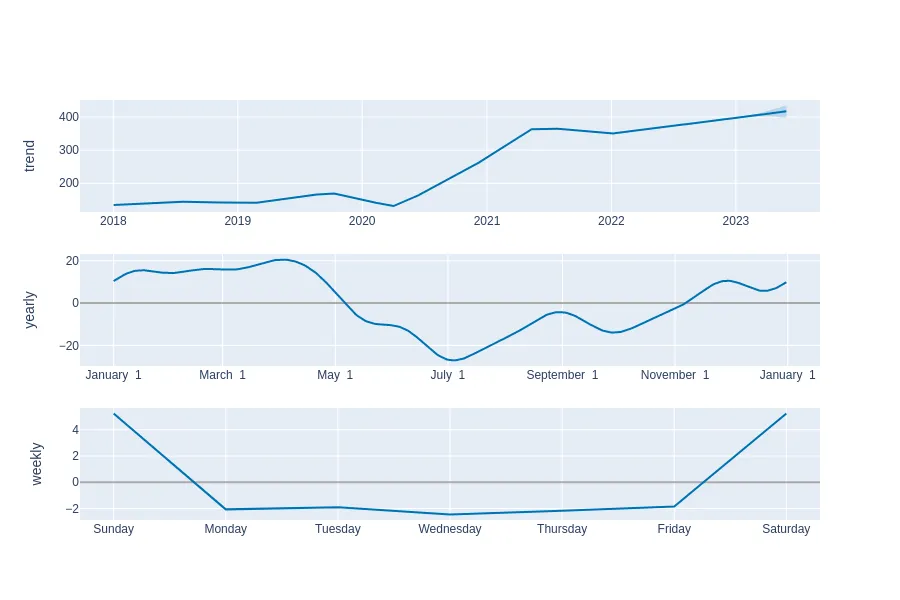 trend
400
300
200
2018 2019 2020 2021 2022 2023
yearly
20
0
−20
January 1 March 1 May 1 July 1 September 1 November 1 January 1
weekly
4
2
0
−2
Sunday Monday Tuesday Wednesday Thursday Friday Saturday